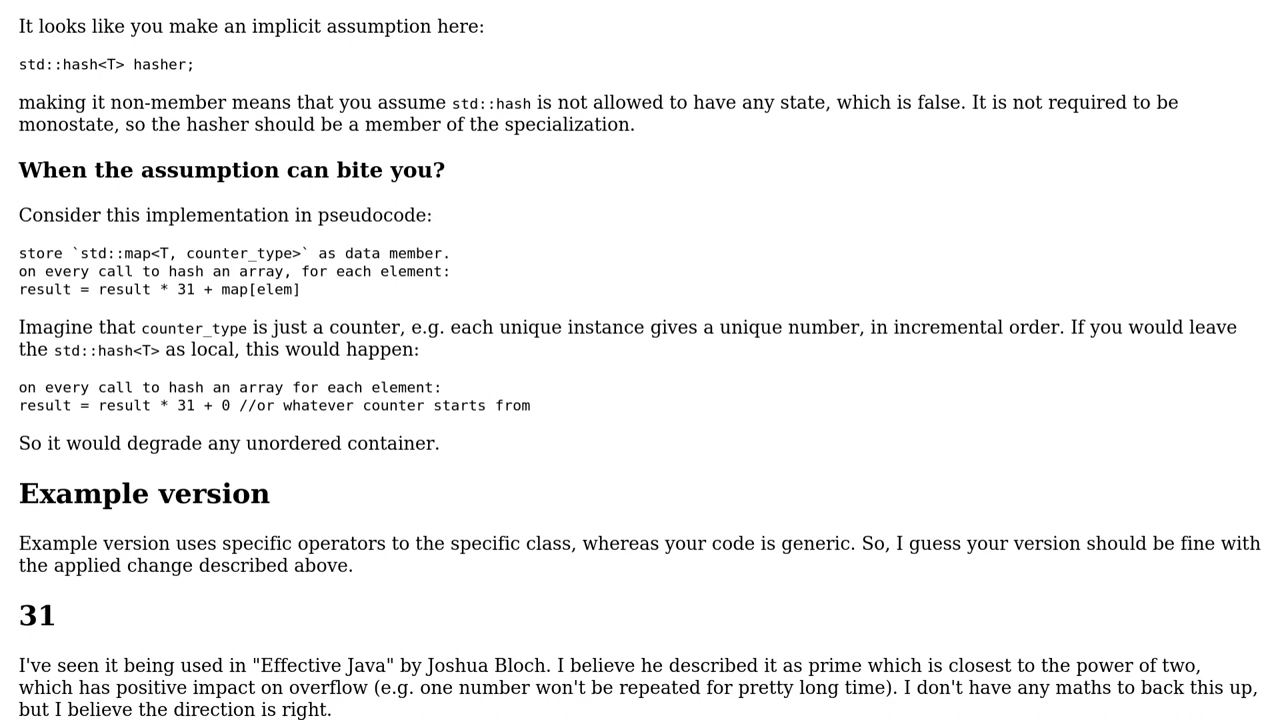 It looks like you make an implicit assumption here:
std::hash<T> hasher;
making it non-member means that you assume std::hash is not allowed to have any state, which is false. It is not required to be
monostate, so the hasher should be a member of the specialization.
When the assumption can bite you?
Consider this implementation in pseudocode:
store `std::map<T, counter_type>` as data member.
on every call to hash an array, for each element:
result = result * 31 + map[elem]
Imagine that counter_type is just a counter, e.g. each unique instance gives a unique number, in incremental order. If you would leave
the std::hash<T> as local, this would happen:
on every call to hash an array for each element:
result = result * 31 + 0 //or whatever counter starts from
So it would degrade any unordered container.
Example version
Example version uses specific operators to the specific class, whereas your code is generic. So, I guess your version should be fine with
the applied change described above.
31
I've seen it being used in "Effective Java" by Joshua Bloch. I believe he described it as prime which is closest to the power of two,
which has positive impact on overflow (e.g. one number won't be repeated for pretty long time). I don't have any maths to back this up,
but I believe the direction is right.